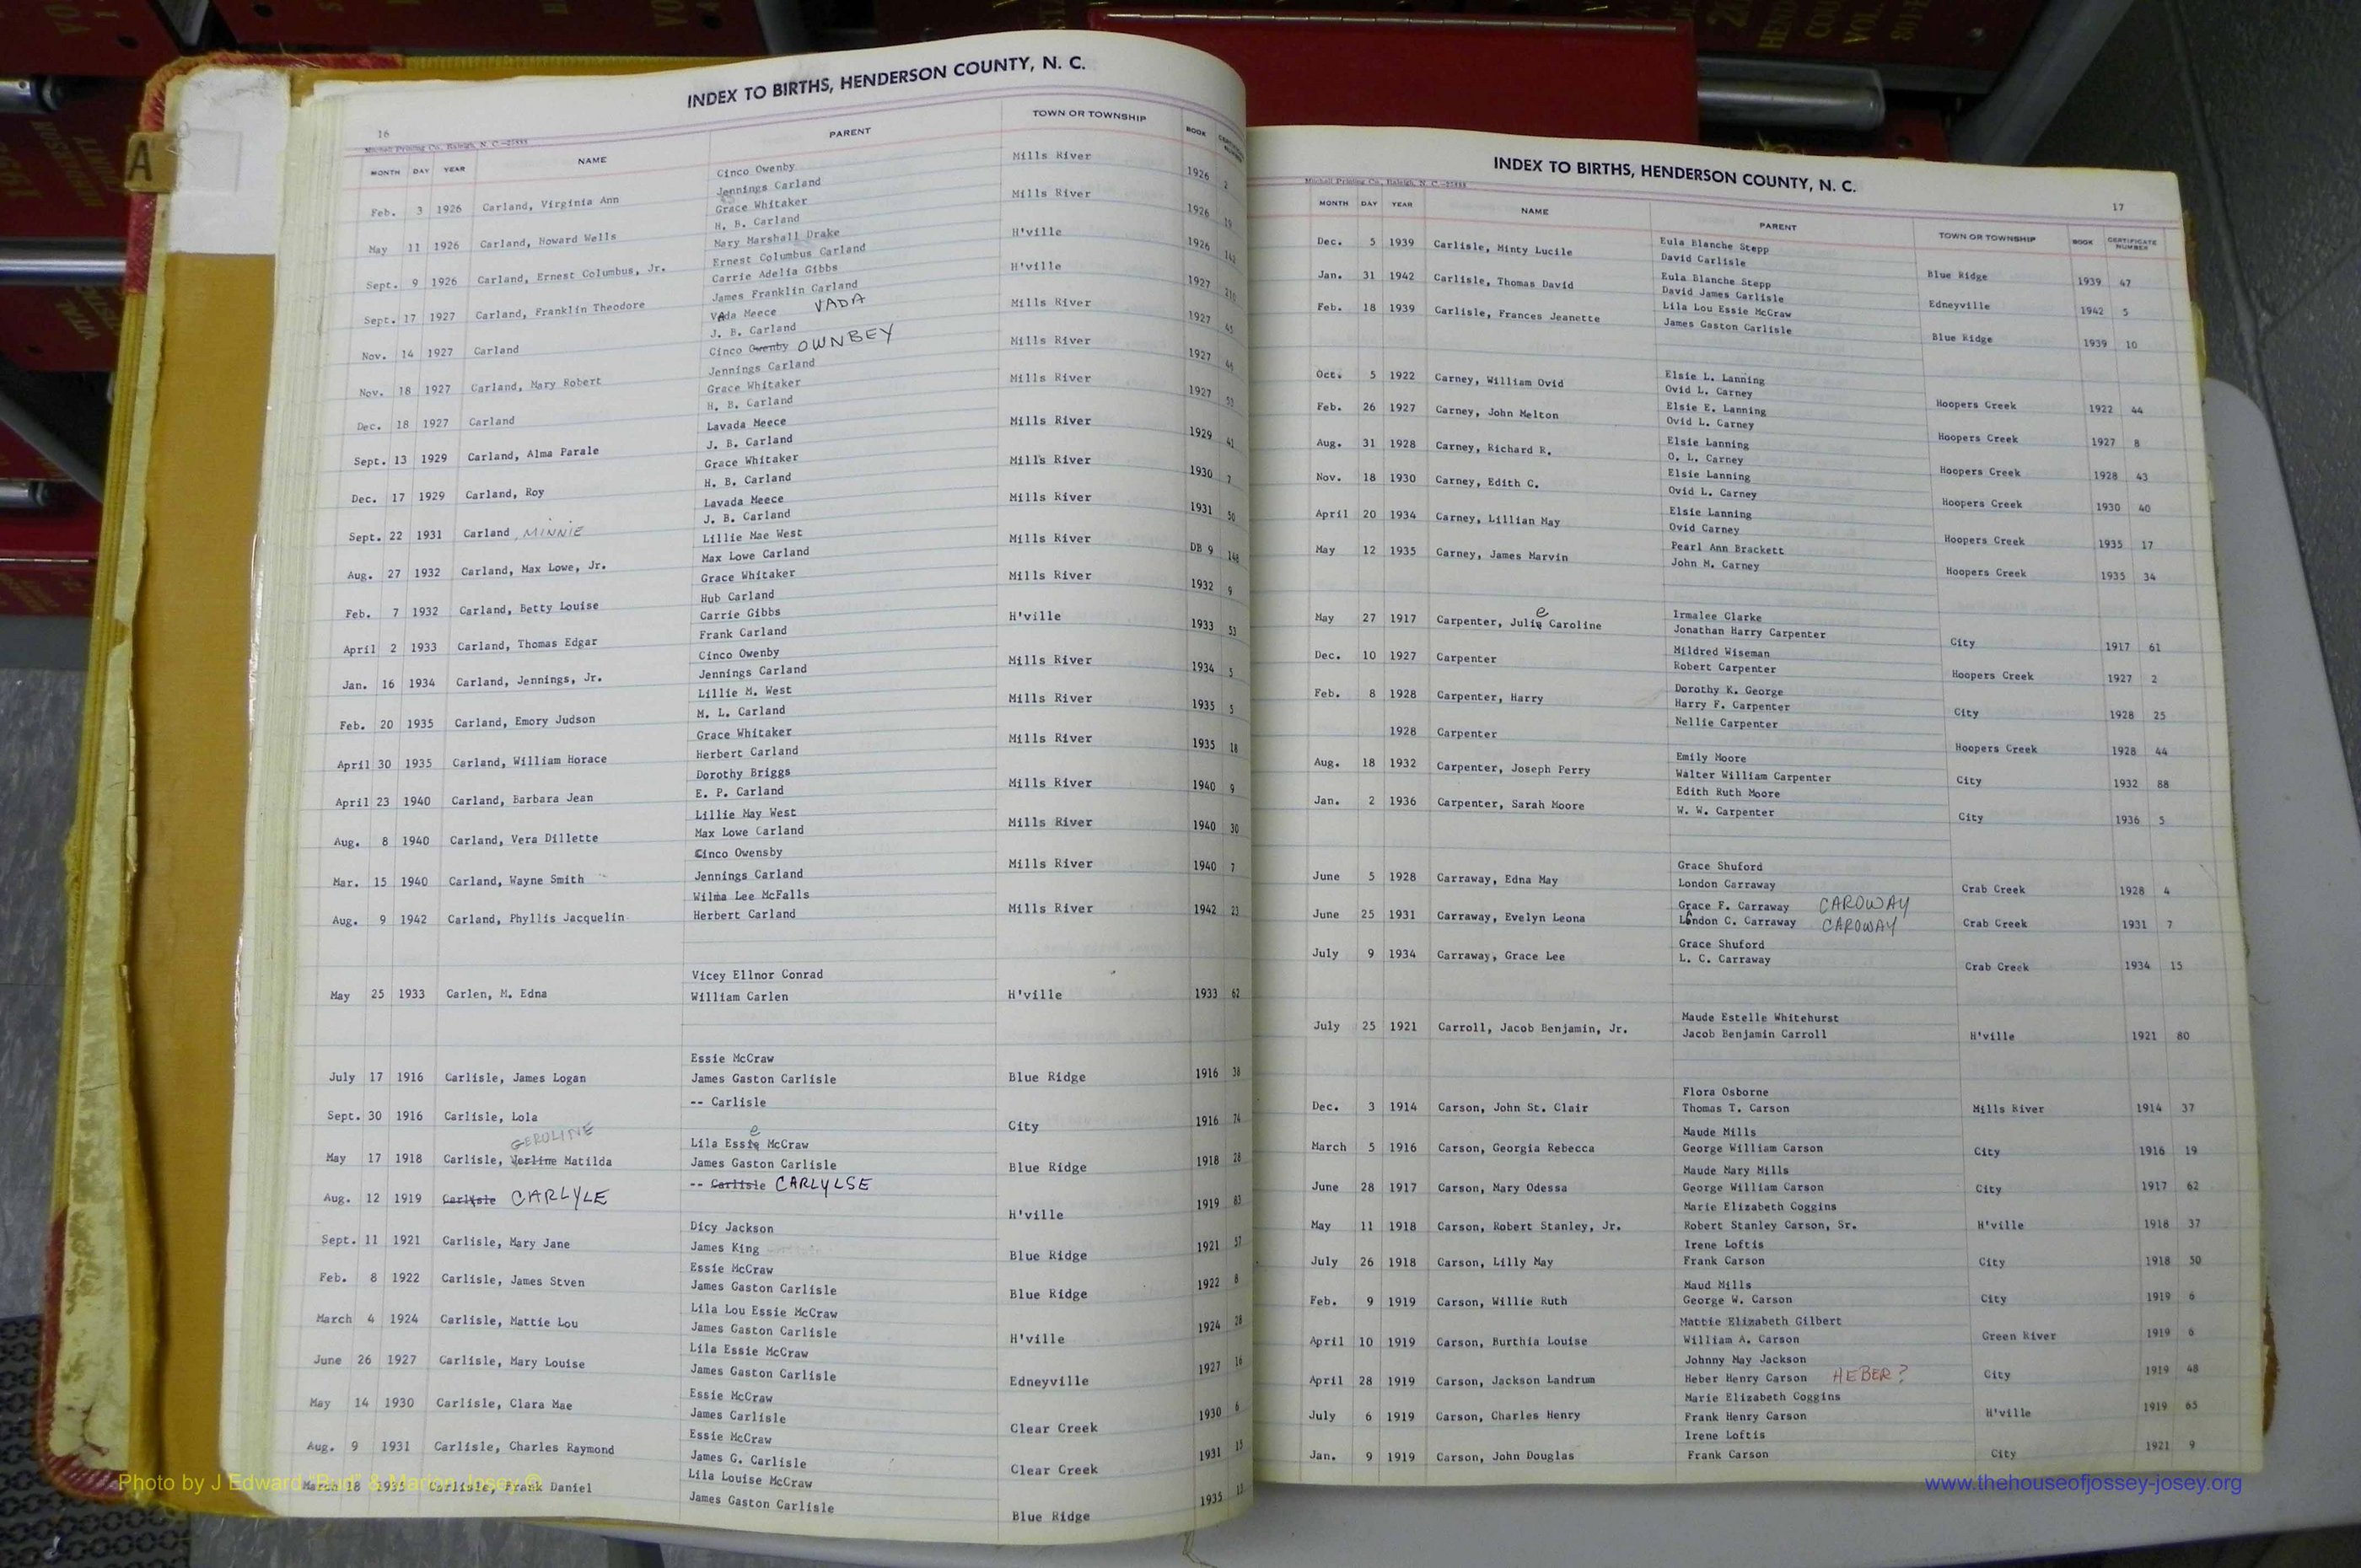 INDEX TO BIRTHS, HENDERSON COUNTY, N. C.
16
Mitchell Printing Co., Raleigh, N. C.
MONTH DAY YEAR NAME PARENT TOWN OR TOWNSHIP BOOK CERTIFICATE NUMBER
Cinco Owenby
Feb. 3 1926 Carland, Virginia Ann Jennings Carland Mills River 1926 2
Grace Whitaker
May 11 1926 Carland, Howard Wells H. B. Carland Mills River 1926 19
Mary Marshall Drake
Sept. 9 1926 Carland, Ernest Columbus, Jr. Ernest Columbus Carland H'ville 1926
Carrie Adelia Gibbs
Sept. 17 1927 Carland, Franklin Theodore James Franklin Carland H'ville 1927
Vada Meece VADA
Nov. 14 1927 Carland J. B. Carland Mills River 1927 45
Cinco Owenby OWNBEY
Nov. 18 1927 Carland, Mary Robert Jennings Carland Mills River 1927 46
Grace Whitaker
Dec. 18 1927 Carland H. B. Carland Mills River 1927 52
Lavada Meece
Sept. 13 1929 Carland, Alma Parale J. B. Carland Mills River 1929 41
Grace Whitaker
Dec. 17 1929 Carland, Roy H. B. Carland Mills River 1930 7
Lavada Meece
Sept. 22 1931 Carland, MINNIE J. B. Carland Mills River 1931 50
Lillie Mae West
Aug. 27 1932 Carland, Max Lowe, Jr. Max Lowe Carland Mills River DB 9 148
Grace Whitaker
Feb. 7 1932 Carland, Betty Louise Hub Carland Mills River 1932 9
Carrie Gibbs
April 2 1933 Carland, Thomas Edgar Frank Carland H'ville 1933 53
Cinco Owenby
Jan. 16 1934 Carland, Jennings, Jr. Jennings Carland Mills River 1934 5
Lillie M. West
Feb. 20 1935 Carland, Emory Judson M. L. Carland Mills River 1935 5
Grace Whitaker
April 30 1935 Carland, William Horace Herbert Carland Mills River 1935 18
Dorothy Briggs
April 23 1940 Carland, Barbara Jean E. P. Carland Mills River 1940 9
Lillie May West
Aug. 8 1940 Carland, Vera Dillette Max Lowe Carland Mills River 1940 30
Cinco Owensby
Mar. 15 1940 Carland, Wayne Smith Jennings Carland Mills River 1940 7
Wilma Lee McFalls
Aug. 9 1942 Carland, Phyllis Jacquelin Herbert Carland Mills River 1942 23
Vicey Ellnor Conrad
May 25 1933 Carlen, M. Edna William Carlen H'ville 1933 62
Essie McCraw
July 17 1916 Carlisle, James Logan James Gaston Carlisle Blue Ridge 1916 38
-- Carlisle
Sept. 30 1916 Carlisle, Lola City 1916 74
GEROLINE
e
Lila Essie McCraw
May 17 1918 Carlisle, Jerline Matilda James Gaston Carlisle Blue Ridge 1918 28
-- Carlisle CARLYLSE
Aug. 12 1919 Carlysle CARLYLE H'ville 1919 83
Dicy Jackson
Sept. 11 1921 Carlisle, Mary Jane James King Blue Ridge 1921 57
Essie McCraw
Feb. 8 1922 Carlisle, James Stven James Gaston Carlisle Blue Ridge 1922 8
Lila Lou Essie McCraw
March 4 1924 Carlisle, Mattie Lou James Gaston Carlisle H'ville 1924 28
Lila Essie McCraw
June 26 1927 Carlisle, Mary Louise James Gaston Carlisle Edneyville 1927 16
Essie McCraw
May 14 1930 Carlisle, Clara Mae James Carlisle Clear Creek 1930 6
Essie McCraw
Aug. 9 1931 Carlisle, Charles Raymond James G. Carlisle Clear Creek 1931 15
Lila Louise McCraw
March 18 1935 Carlisle, Frank Daniel James Gaston Carlisle Blue Ridge 1935 13
Photo by J Edward "Bud" & Marion Josey ©
INDEX TO BIRTHS, HENDERSON COUNTY, N. C.
Mitchell Printing Co., Raleigh, N. C.
17
MONTH DAY YEAR NAME PARENT TOWN OR TOWNSHIP BOOK CERTIFICATE NUMBER
Eula Blanche Stepp
Dec. 5 1939 Carlisle, Minty Lucile David Carlisle Blue Ridge 1939 47
Eula Blanche Stepp
Jan. 31 1942 Carlisle, Thomas David David James Carlisle Edneyville 1942 5
Lila Lou Essie McCraw
Feb. 18 1939 Carlisle, Frances Jeanette James Gaston Carlisle Blue Ridge 1939 10
Elsie L. Lanning
Oct. 5 1922 Carney, William Ovid Ovid L. Carney Hoopers Creek 1922 44
Elsie E. Lanning
Feb. 26 1927 Carney, John Melton Ovid L. Carney Hoopers Creek 1927 8
Elsie Lanning
Aug. 31 1928 Carney, Richard R. O. L. Carney Hoopers Creek 1928 43
Elsie Lanning
Nov. 18 1930 Carney, Edith C. Ovid L. Carney Hoopers Creek 1930 40
Elsie Lanning
April 20 1934 Carney, Lillian May Ovid Carney Hoopers Creek 1935 17
Pearl Ann Brackett
May 12 1935 Carney, James Marvin John M. Carney Hoopers Creek 1935 34
e
Irmalee Clarke
May 27 1917 Carpenter, Julie Caroline Jonathan Harry Carpenter City 1917 61
Mildred Wiseman
Dec. 10 1927 Carpenter Robert Carpenter Hoopers Creek 1927 2
Dorothy K. George
Feb. 8 1928 Carpenter, Harry Harry F. Carpenter City 1928 25
Nellie Carpenter
1928 Carpenter Hoopers Creek 1928 44
Emily Moore
Aug. 18 1932 Carpenter, Joseph Perry Walter William Carpenter City 1932 88
Edith Ruth Moore
Jan. 2 1936 Carpenter, Sarah Moore W. W. Carpenter City 1936 5
Grace Shuford
June 5 1928 Carraway, Edna May London Carraway Crab Creek 1928 4
Grace F. Carraway CAROWAY
June 25 1931 Carraway, Evelyn Leona London C. Carraway CAROWAY Crab Creek 1931 7
Grace Shuford
July 9 1934 Carraway, Grace Lee L. C. Carraway Crab Creek 1934 15
Maude Estelle Whitehurst
July 25 1921 Carroll, Jacob Benjamin, Jr. Jacob Benjamin Carroll H'ville 1921 80
Flora Osborne
Dec. 3 1914 Carson, John St. Clair Thomas T. Carson Mills River 1914 37
Maude Mills
March 5 1916 Carson, Georgia Rebecca George William Carson City 1916 19
Maude Mary Mills
June 28 1917 Carson, Mary Odessa George William Carson City 1917 62
Marie Elizabeth Coggins
May 11 1918 Carson, Robert Stanley, Jr. Robert Stanley Carson, Sr. H'ville 1918 37
Irene Loftis
July 26 1918 Carson, Lilly May Frank Carson City 1918 50
Maud Mills
Feb. 9 1919 Carson, Willie Ruth George W. Carson City 1919 6
Mattie Elizabeth Gilbert
April 10 1919 Carson, Burthia Louise William A. Carson Green River 1919 6
Johnny May Jackson
April 28 1919 Carson, Jackson Landrum Heber Henry Carson HEBER? City 1919 48
Marie Elizabeth Coggins
July 6 1919 Carson, Charles Henry Frank Henry Carson H'ville 1919 65
Irene Loftis
Jan. 9 1919 Carson, John Douglas Frank Carson City 1921 9
www.thehouseofjossey-josey.org